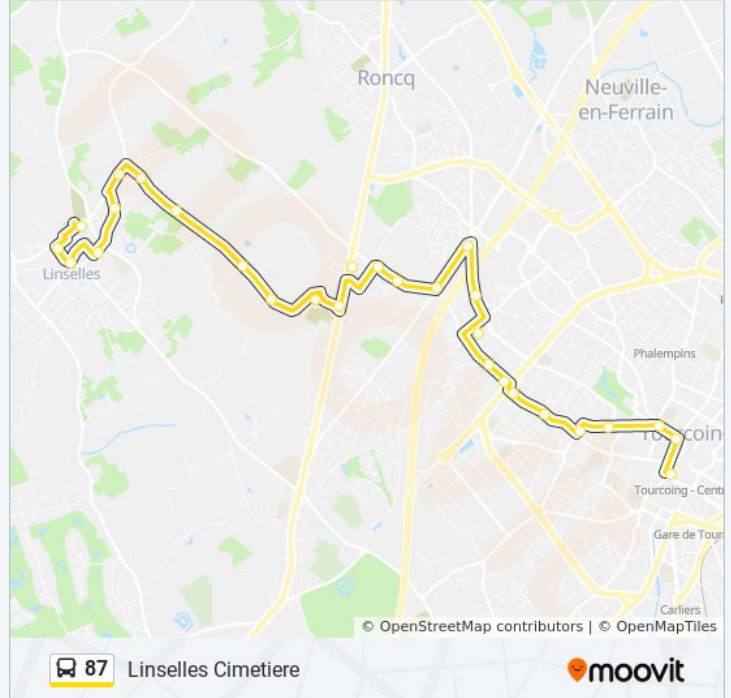 Roncq
Neuville-
en-Ferrain
Linselles
Phalempins
Tourcoing
Tourcoing - Centr
Gare de Tour
Carliers
© OpenStreetMap contributors | © OpenMapTiles
87 Linselles Cimetiere
moovit